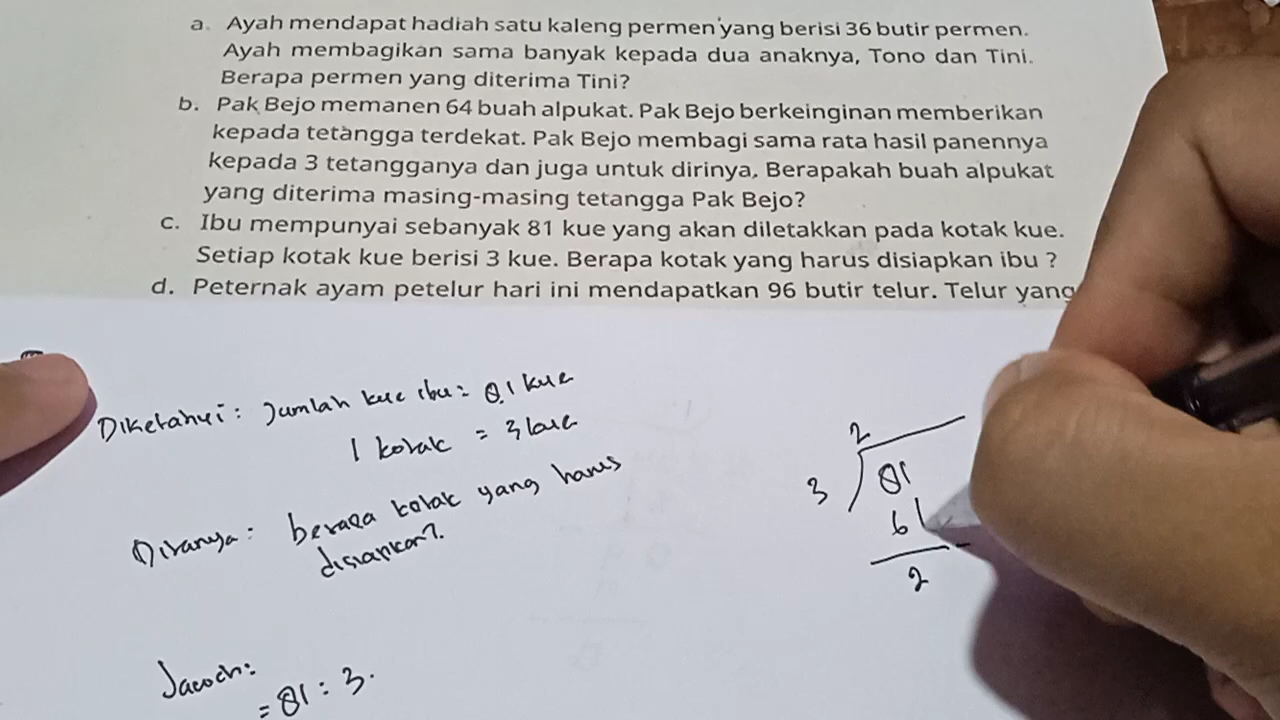 a. Ayah mendapat hadiah satu kaleng permen yang berisi 36 butir permen.
Ayah membagikan sama banyak kepada dua anaknya, Tono dan Tini.
Berapa permen yang diterima Tini?
b. Pak Bejo memanen 64 buah alpukat. Pak Bejo berkeinginan memberikan
kepada tetangga terdekat. Pak Bejo membagi sama rata hasil panennya
kepada 3 tetangganya dan juga untuk dirinya. Berapakah buah alpukat
yang diterima masing-masing tetangga Pak Bejo?
c. Ibu mempunyai sebanyak 81 kue yang akan diletakkan pada kotak kue.
Setiap kotak kue berisi 3 kue. Berapa kotak yang harus disiapkan ibu ?
d. Peternak ayam petelur hari ini mendapatkan 96 butir telur. Telur yang
Diketahui: Jumlah kue ibu = 81 kue
1 kotak = 3 kue
Ditanya: berapa kotak yang harus
disiapkan?
Jawab:
= 81 : 3.
2
3 81
6
2